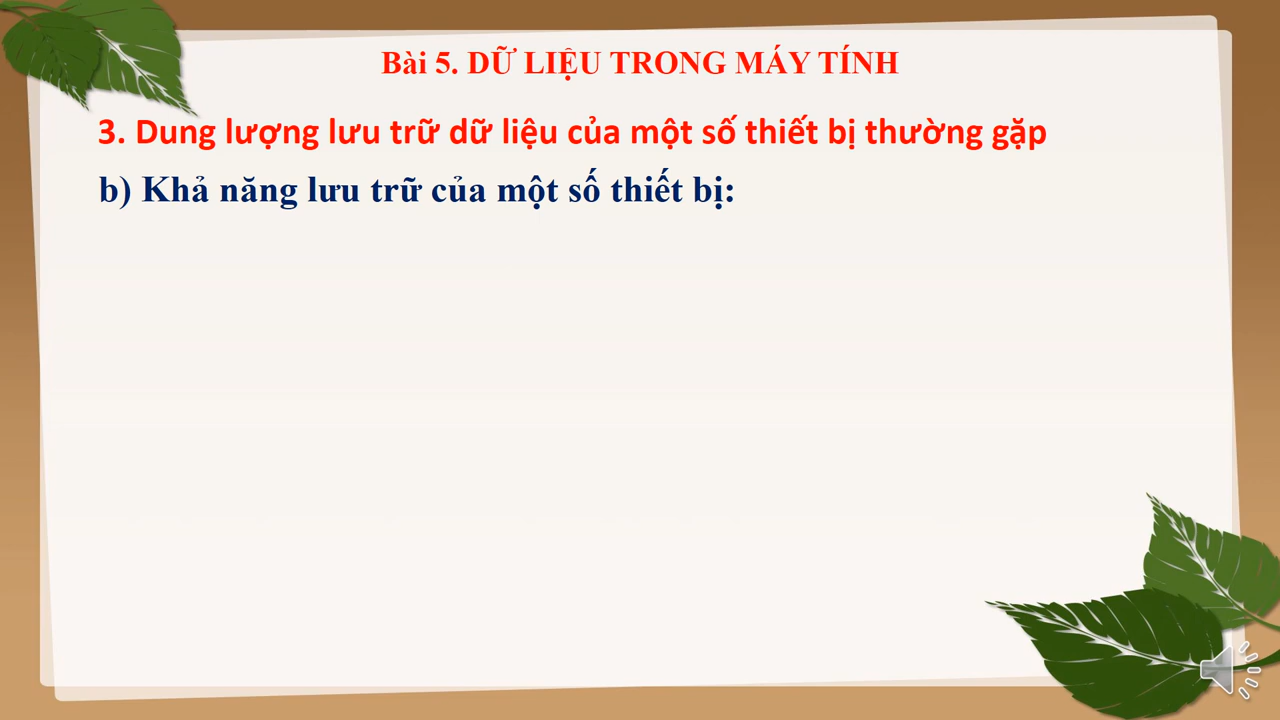 Bài 5. DỮ LIỆU TRONG MÁY TÍNH
3. Dung lượng lưu trữ dữ liệu của một số thiết bị thường gặp
b) Khả năng lưu trữ của một số thiết bị: